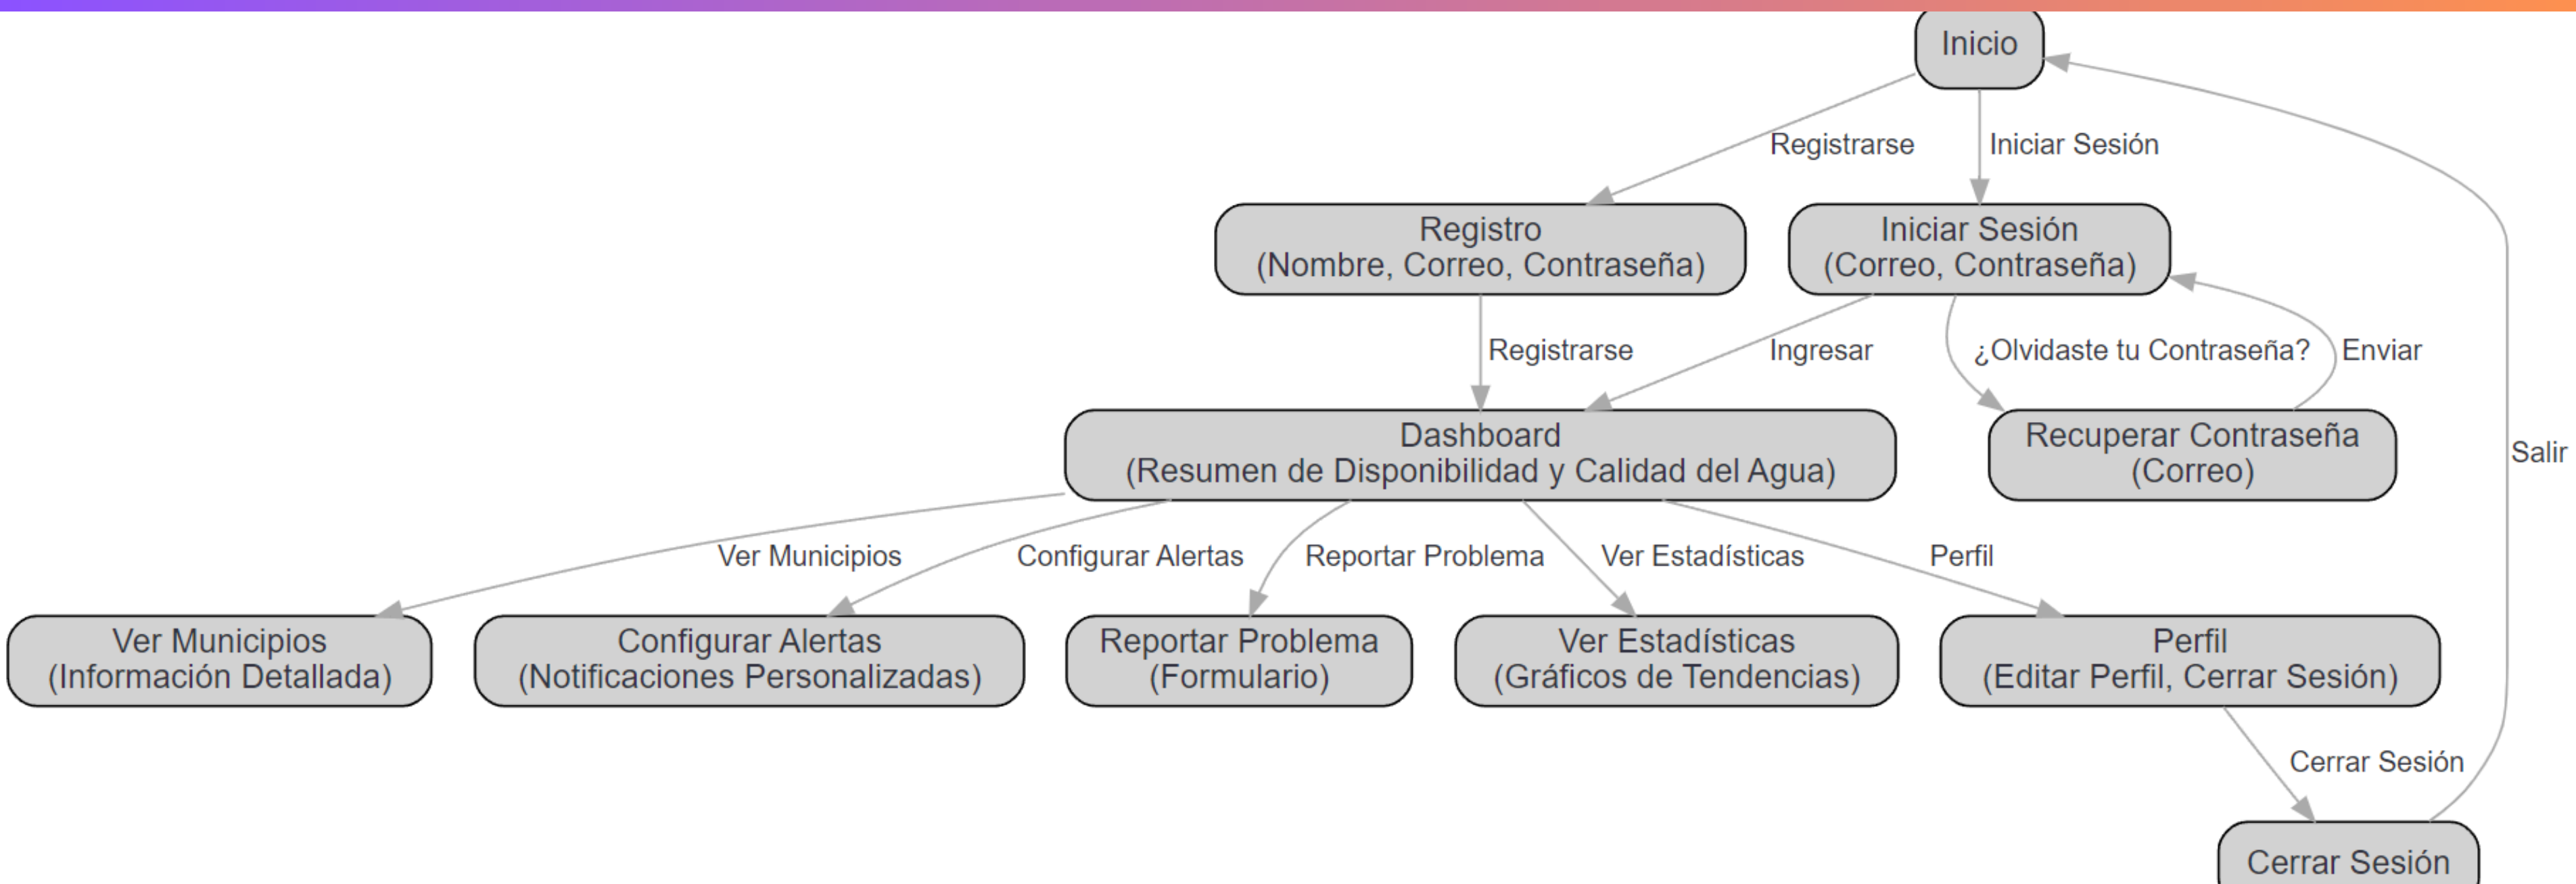 Inicio
Registrarse
Iniciar Sesión
Registro
(Nombre, Correo, Contraseña)
Iniciar Sesión
(Correo, Contraseña)
Registrarse
Ingresar
¿Olvidaste tu Contraseña?
Enviar
Dashboard
(Resumen de Disponibilidad y Calidad del Agua)
Recuperar Contraseña
(Correo)
Salir
Ver Municipios
Configurar Alertas
Reportar Problema
Ver Estadísticas
Perfil
Ver Municipios
(Información Detallada)
Configurar Alertas
(Notificaciones Personalizadas)
Reportar Problema
(Formulario)
Ver Estadísticas
(Gráficos de Tendencias)
Perfil
(Editar Perfil, Cerrar Sesión)
Cerrar Sesión
Cerrar Sesión